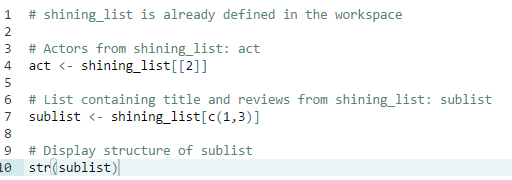 1 # shining_list is already defined in the workspace
2
3 # Actors from shining_list: act
4 act <- shining_list[[2]]
5
6 # List containing title and reviews from shining_list: sublist
7 sublist <- shining_list[c(1,3)]
8
9 # Display structure of sublist
10 str(sublist)